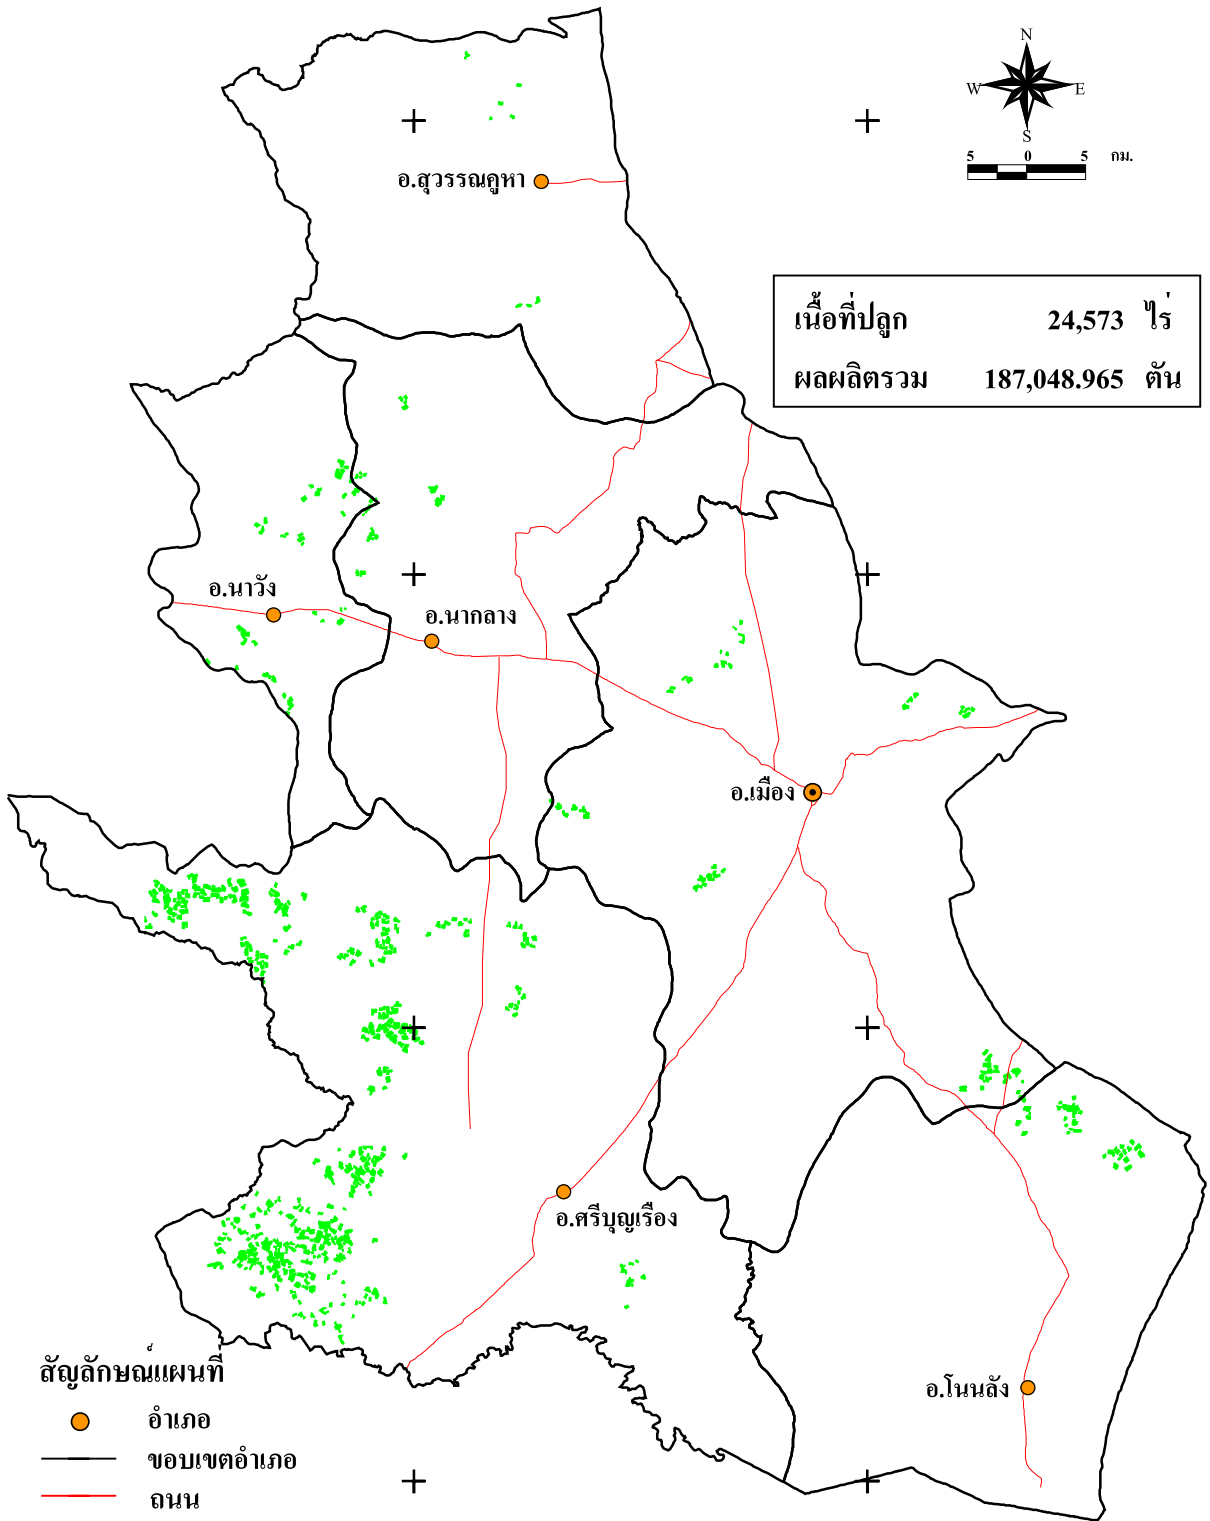 N
W E
S
5 0 5 กม.
อ.สุวรรณคูหา
เนื้อที่ปลูก 24,573 ไร่
ผลผลิตรวม 187,048.965 ตัน
อ.นาวัง
อ.นากลาง
อ.เมือง
อ.ศรีบุญเรือง
อ.โนนสัง
สัญลักษณ์แผนที่
อำเภอ
ขอบเขตอำเภอ
ถนน